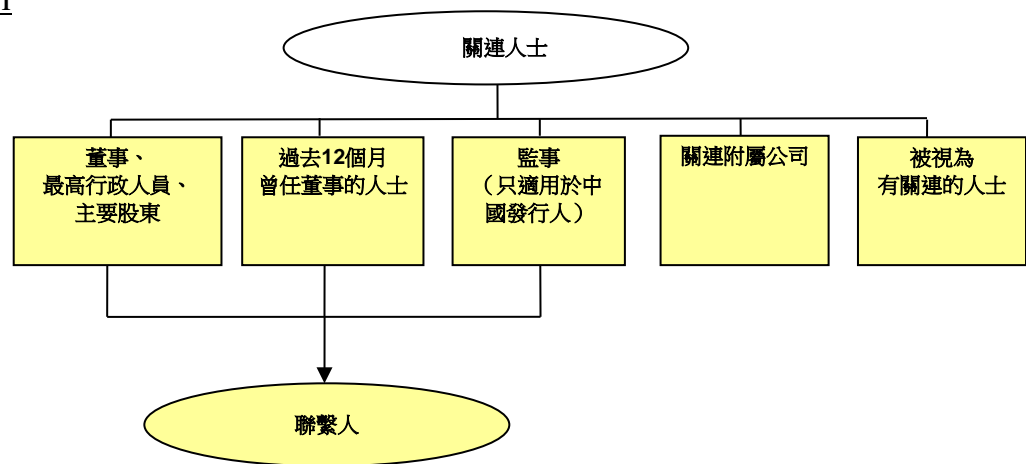 關連人士
董事、
最高行政人員、
主要股東
過去12個月
曾任董事的人士
監事
（只適用於中
國發行人）
關連附屬公司
被視為
有關連的人士
聯繫人